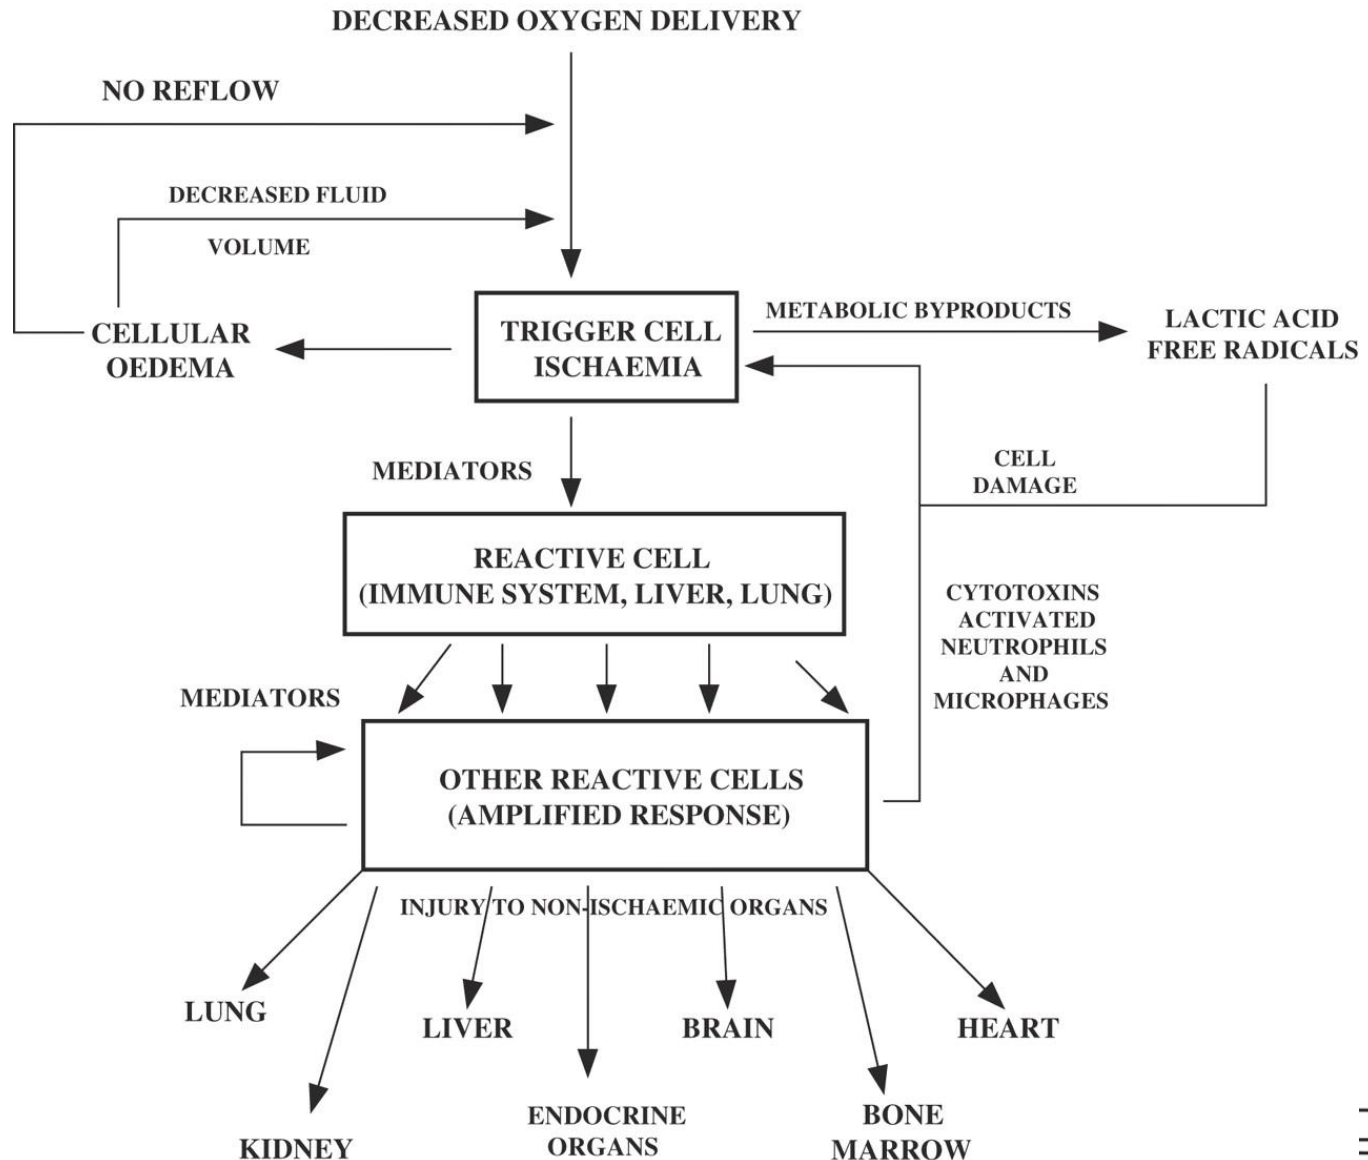 DECREASED OXYGEN DELIVERY
NO REFLOW
DECREASED FLUID
VOLUME
CELLULAR
OEDEMA
TRIGGER CELL
ISCHAEMIA
METABOLIC BYPRODUCTS
LACTIC ACID
FREE RADICALS
MEDIATORS
CELL
DAMAGE
REACTIVE CELL
(IMMUNE SYSTEM, LIVER, LUNG)
CYTOTOXINS
ACTIVATED
NEUTROPHILS
AND
MICROPHAGES
MEDIATORS
OTHER REACTIVE CELLS
(AMPLIFIED RESPONSE)
INJURY TO NON-ISCHAEMIC ORGANS
LUNG
LIVER
BRAIN
HEART
KIDNEY
ENDOCRINE
ORGANS
BONE
MARROW